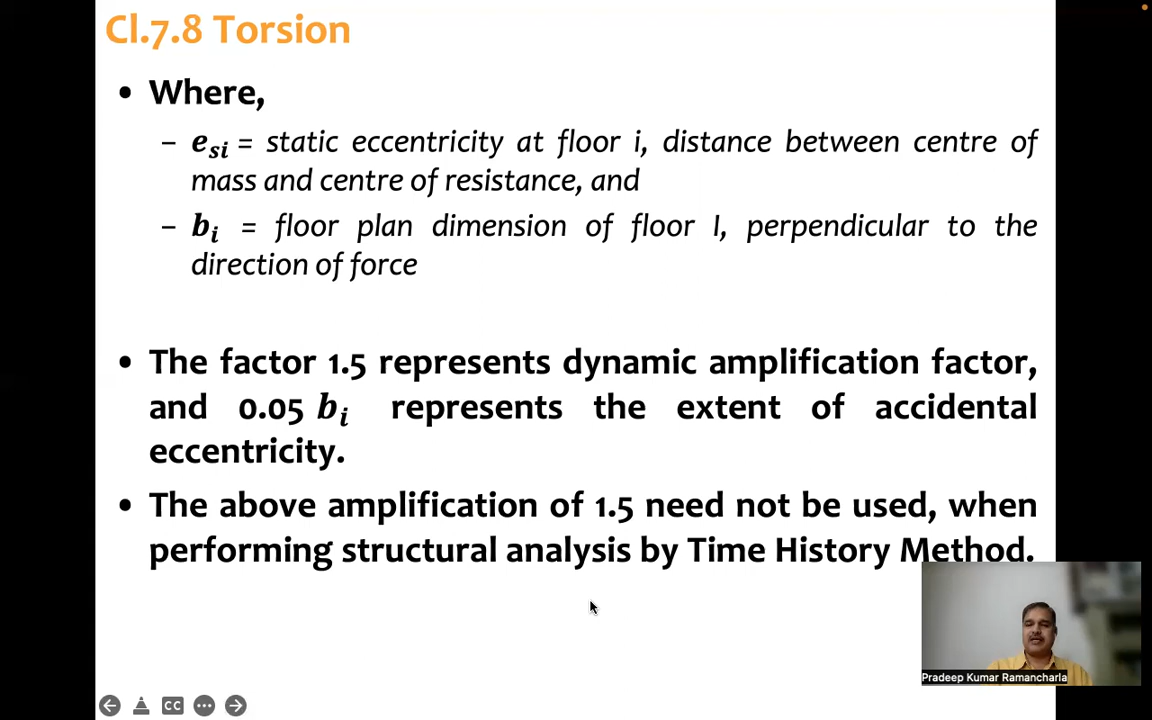 Cl.7.8 Torsion
• Where,
– e_si = static eccentricity at floor i, distance between centre of
mass and centre of resistance, and
– b_i = floor plan dimension of floor I, perpendicular to the
direction of force
• The factor 1.5 represents dynamic amplification factor,
and 0.05 b_i represents the extent of accidental
eccentricity.
• The above amplification of 1.5 need not be used, when
performing structural analysis by Time History Method.
Pradeep Kumar Ramancharla
CC